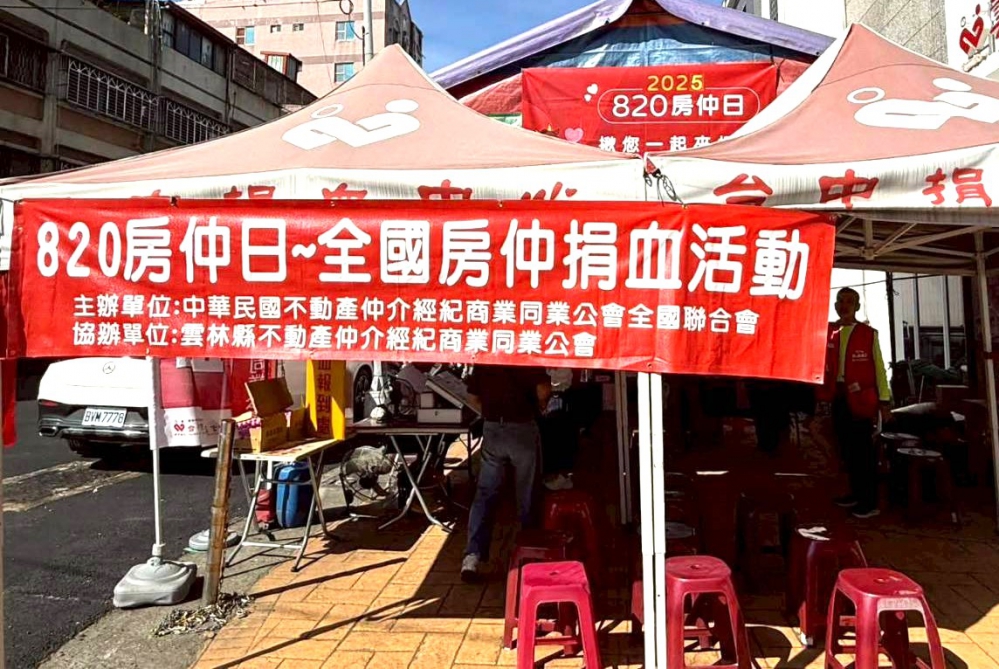 2025
820房仲日
820房仲日~全國房仲捐血活動
主辦單位:中華民國不動產仲介經紀商業同業公會全國聯合會
協辦單位:雲林縣不動產仲介經紀商業同業公會
台中捐
BVM7778